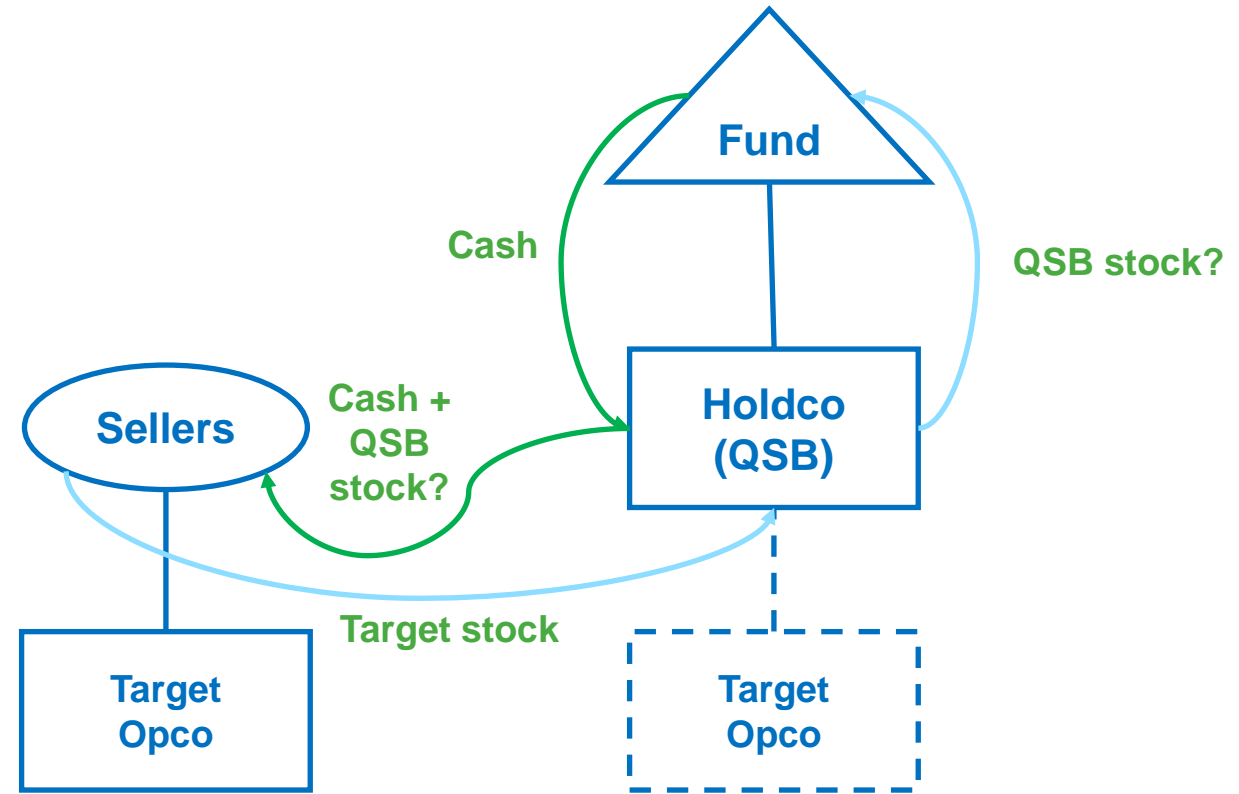 Fund
Cash
QSB stock?
Holdco
(QSB)
Cash +
QSB
stock?
Sellers
Target stock
Target
Opco
Target
Opco